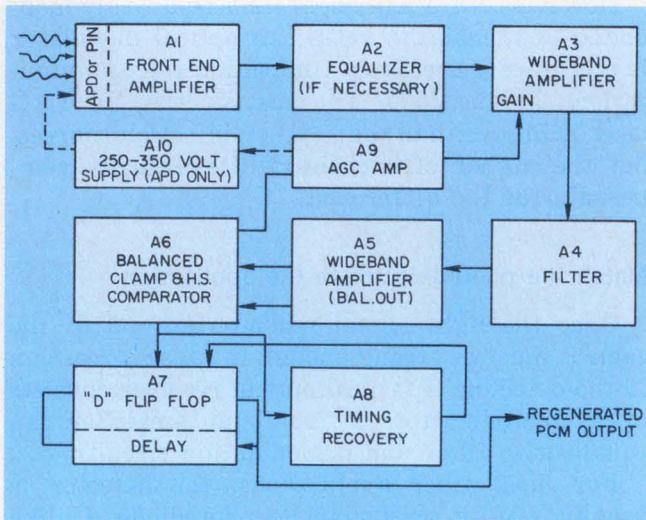 APD or PIN
A1
FRONT END
AMPLIFIER
A2
EQUALIZER
(IF NECESSARY)
A3
WIDEBAND
AMPLIFIER
GAIN
A10
250-350 VOLT
SUPPLY (APD ONLY)
A9
AGC AMP
A6
BALANCED
CLAMP & H.S.
COMPARATOR
A5
WIDEBAND
AMPLIFIER
(BAL.OUT)
A4
FILTER
A7
"D" FLIP FLOP
DELAY
A8
TIMING
RECOVERY
REGENERATED
PCM OUTPUT